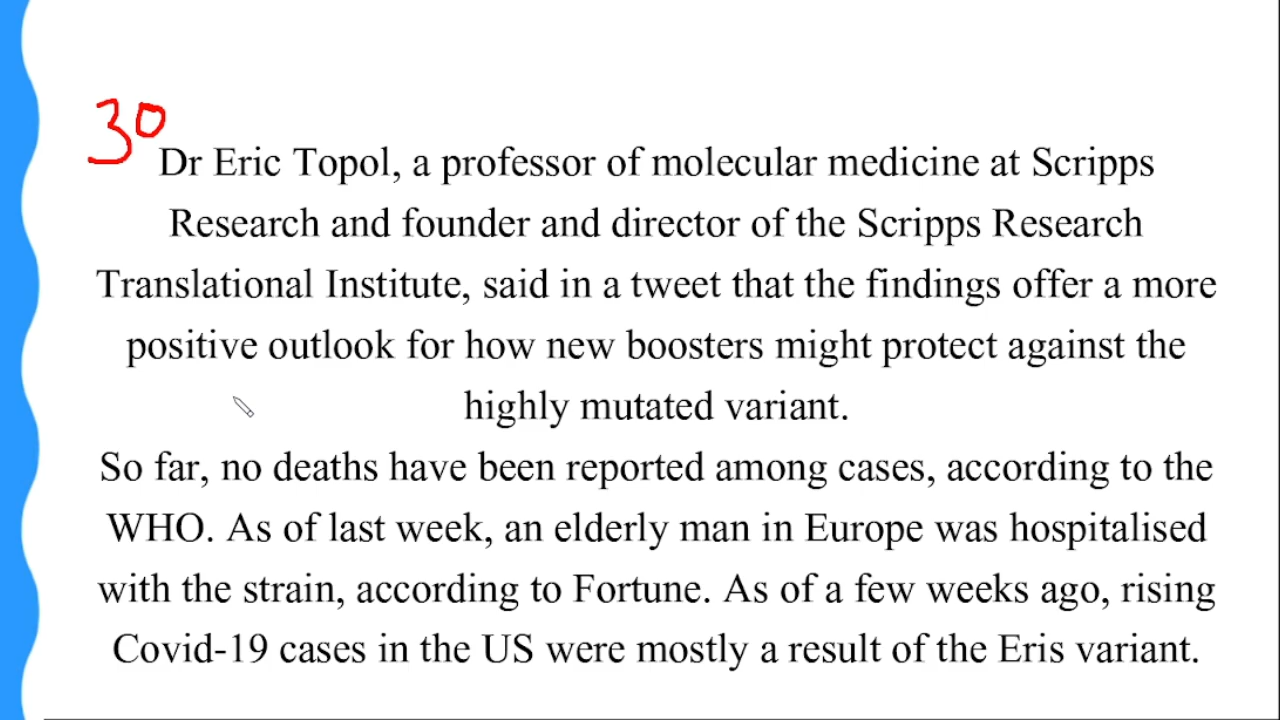 30
Dr Eric Topol, a professor of molecular medicine at Scripps
Research and founder and director of the Scripps Research
Translational Institute, said in a tweet that the findings offer a more
positive outlook for how new boosters might protect against the
highly mutated variant.
So far, no deaths have been reported among cases, according to the
WHO. As of last week, an elderly man in Europe was hospitalised
with the strain, according to Fortune. As of a few weeks ago, rising
Covid-19 cases in the US were mostly a result of the Eris variant.